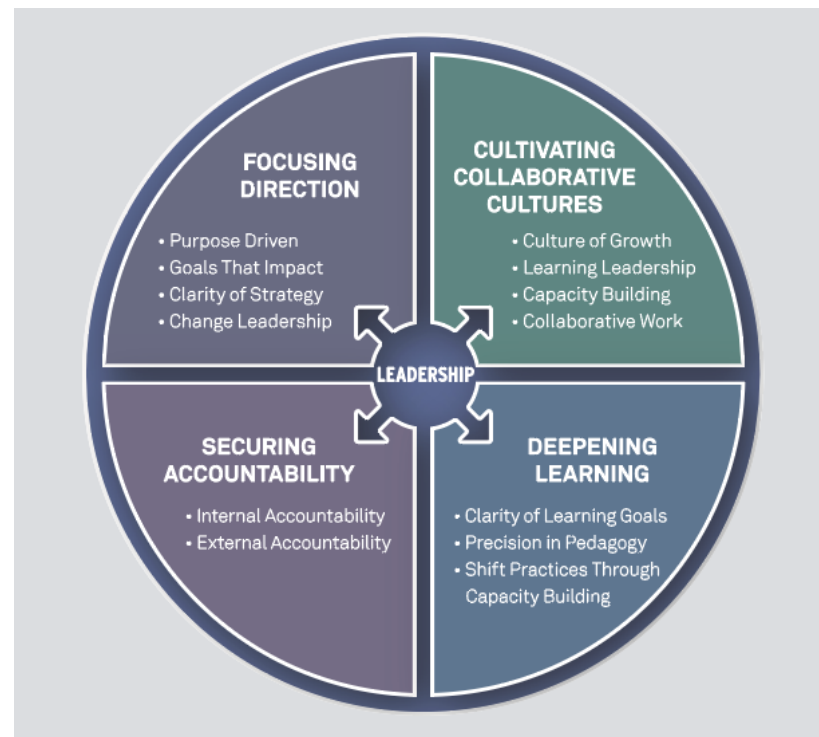 FOCUSING
DIRECTION
• Purpose Driven
• Goals That Impact
• Clarity of Strategy
• Change Leadership
CULTIVATING
COLLABORATIVE
CULTURES
• Culture of Growth
• Learning Leadership
• Capacity Building
• Collaborative Work
LEADERSHIP
SECURING
ACCOUNTABILITY
• Internal Accountability
• External Accountability
DEEPENING
LEARNING
• Clarity of Learning Goals
• Precision in Pedagogy
• Shift Practices Through
Capacity Building